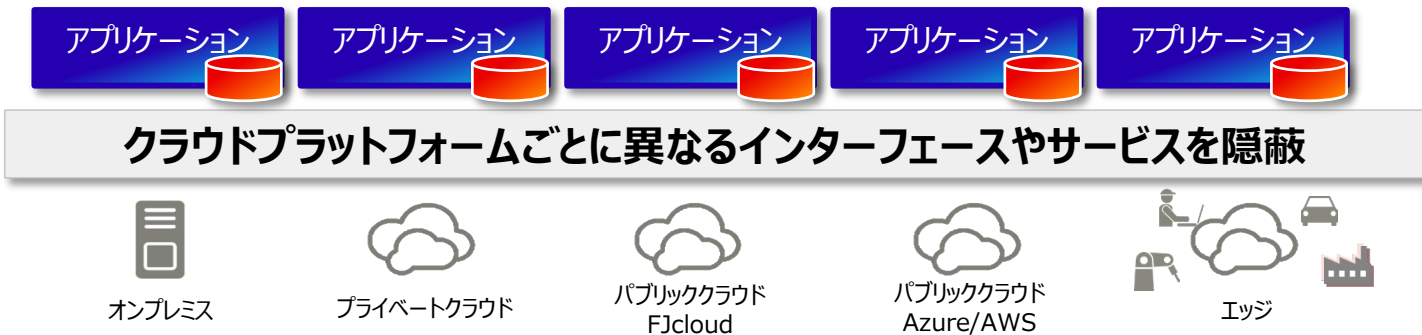 アプリケーション
アプリケーション
アプリケーション
アプリケーション
アプリケーション
クラウドプラットフォームごとに異なるインターフェースやサービスを隠蔽
オンプレミス
プライベートクラウド
パブリッククラウド
FJcloud
パブリッククラウド
Azure/AWS
エッジ